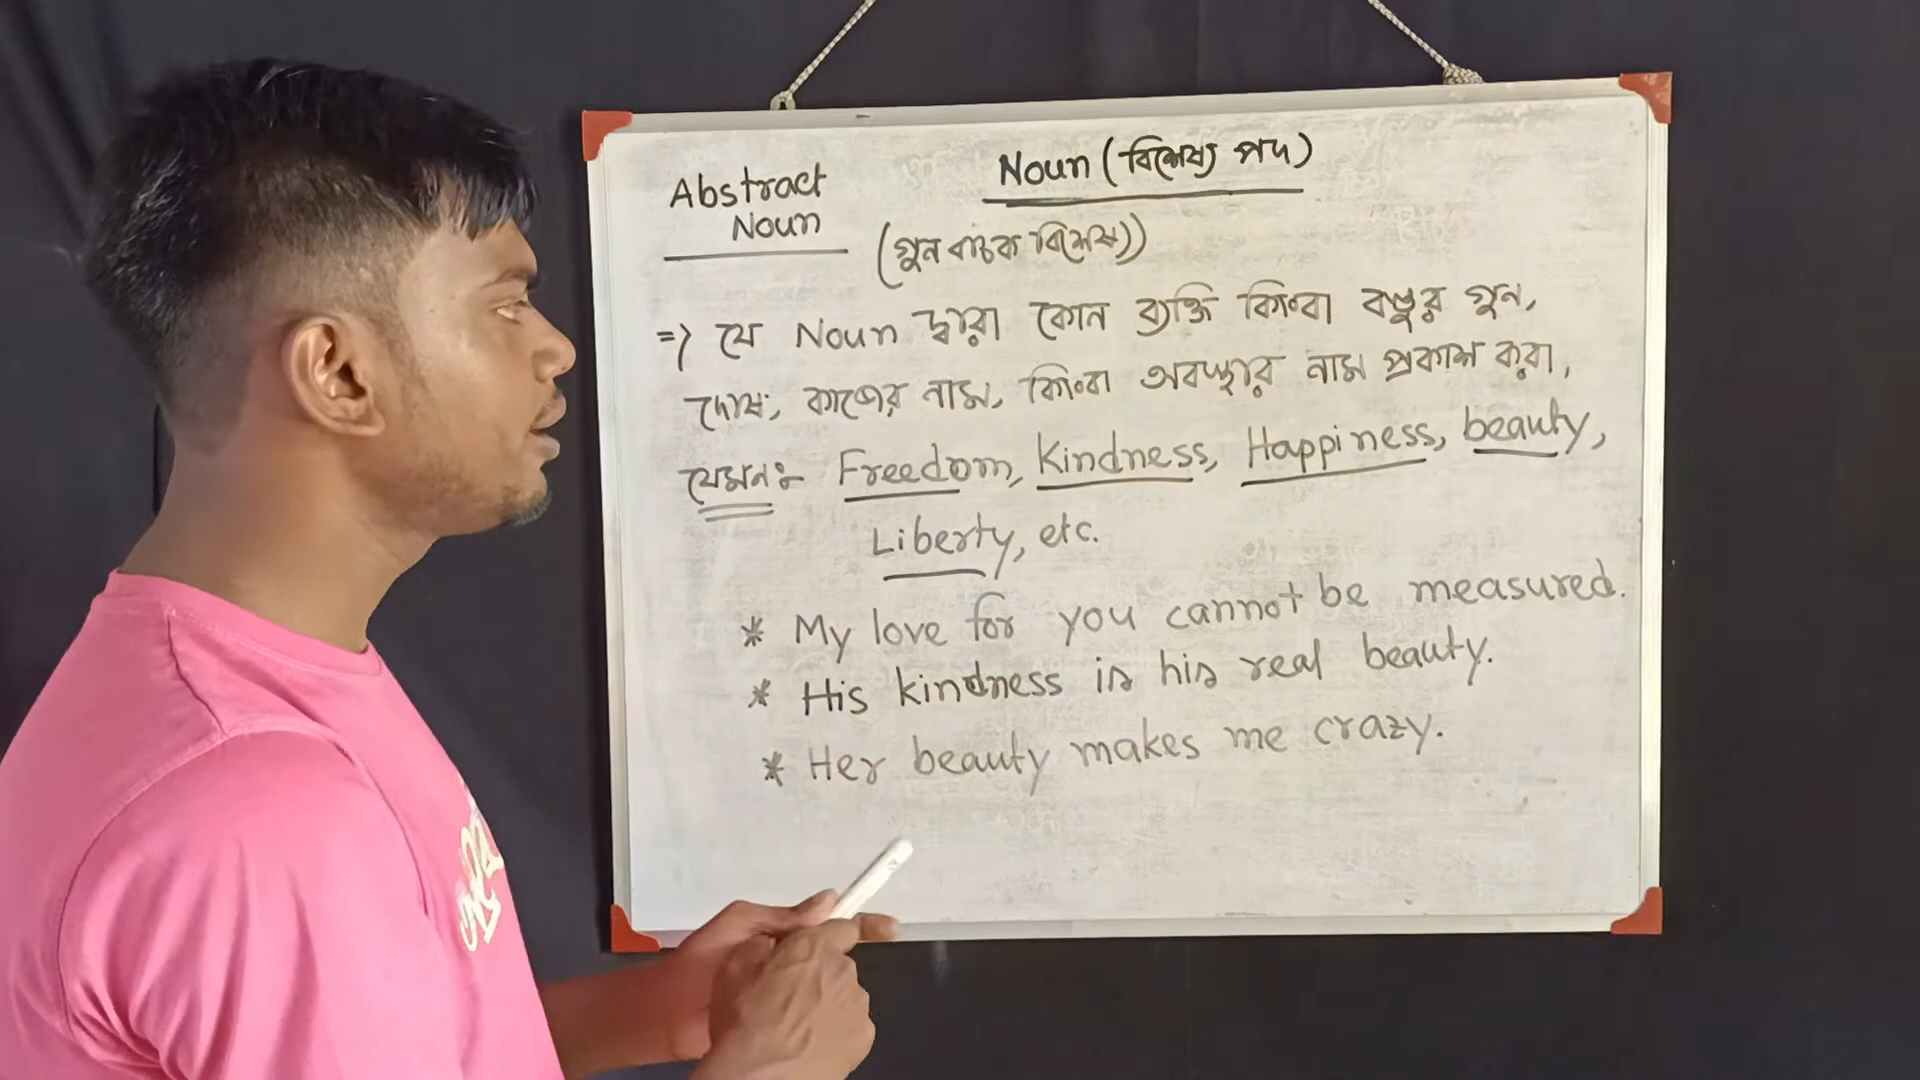 Noun (বিশেষ্য পদ)
Abstract
Noun
(গুন বাচক বিশেষ্য)
=> যে Noun দ্বারা কোন ব্যক্তি কিংবা বস্তুর গুন,
দোষ, কাজের নাম, কিংবা অবস্থার নাম প্রকাশ করা,
যেমনঃ- Freedom, Kindness, Happiness, beauty,
Liberty, etc.
* My love for you cannot be measured.
* His kindness is his real beauty.
* Her beauty makes me crazy.